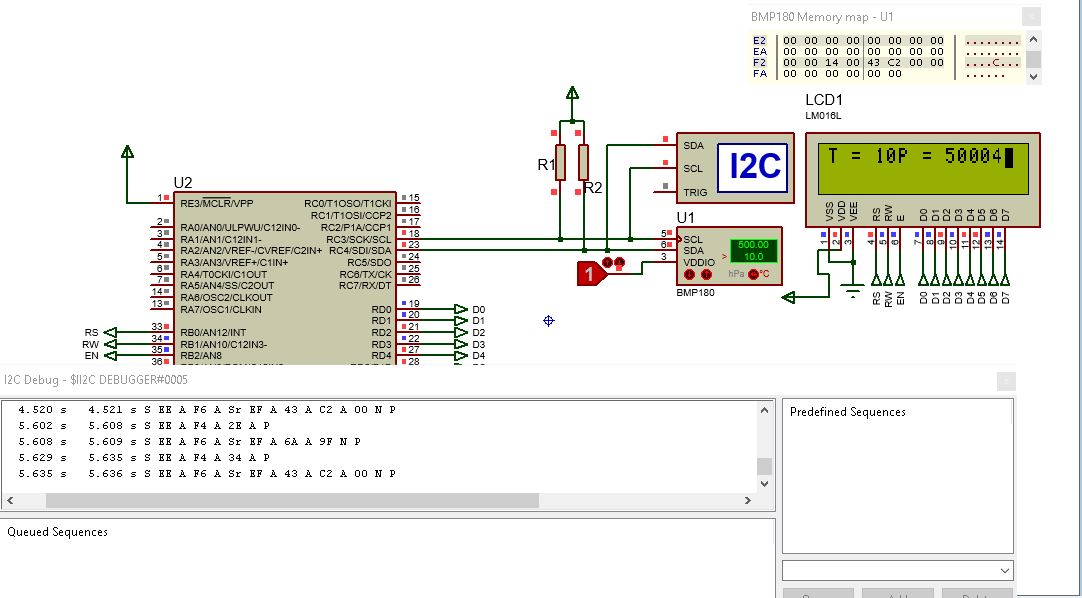 BMP180 Memory map - U1
E2 00 00 00 00 00 00 00 00 ........
EA 00 00 00 00 00 00 00 00 ........
F2 00 00 14 00 43 C2 00 00 ....C...
FA 00 00 00 00 00 00 ......
LCD1
LM016L
T = 10P = 50004
VSS VDD VEE RS RW E D0 D1 D2 D3 D4 D5 D6 D7
1 2 3 4 5 6 7 8 9 10 11 12 13 14
RS RW EN D0 D1 D2 D3 D4 D5 D6 D7
R1
R2
SDA
SCL
TRIG
I2C
U1
5 SCL
6 SDA
3 VDDIO
500.00
> 10.0
hPa °C
BMP180
1
U2
1 RE3/MCLR/VPP RC0/T1OSO/T1CKI 15
RC1/T1OSI/CCP2 16
2 RA0/AN0/ULPWU/C12IN0- RC2/P1A/CCP1 17
3 RA1/AN1/C12IN1- RC3/SCK/SCL 18
4 RA2/AN2/VREF-/CVREF/C2IN+ RC4/SDI/SDA 23
5 RA3/AN3/VREF+/C1IN+ RC5/SDO 24
6 RA4/T0CKI/C1OUT RC6/TX/CK 25
7 RA5/AN4/SS/C2OUT RC7/RX/DT 26
14 RA6/OSC2/CLKOUT
13 RA7/OSC1/CLKIN RD0 19 D0
RD1 20 D1
RS 33 RB0/AN12/INT RD2 21 D2
RW 34 RB1/AN10/C12IN3- RD3 22 D3
EN 35 RB2/AN8 RD4 27 D4
36 28
I2C Debug - $II2C DEBUGGER#0005
4.520 s 4.521 s S EE A F6 A Sr EF A 43 A C2 A 00 N P
5.602 s 5.608 s S EE A F4 A 2E A P
5.608 s 5.609 s S EE A F6 A Sr EF A 6A A 9F N P
5.629 s 5.635 s S EE A F4 A 34 A P
5.635 s 5.636 s S EE A F6 A Sr EF A 43 A C2 A 00 N P
Predefined Sequences
Queued Sequences